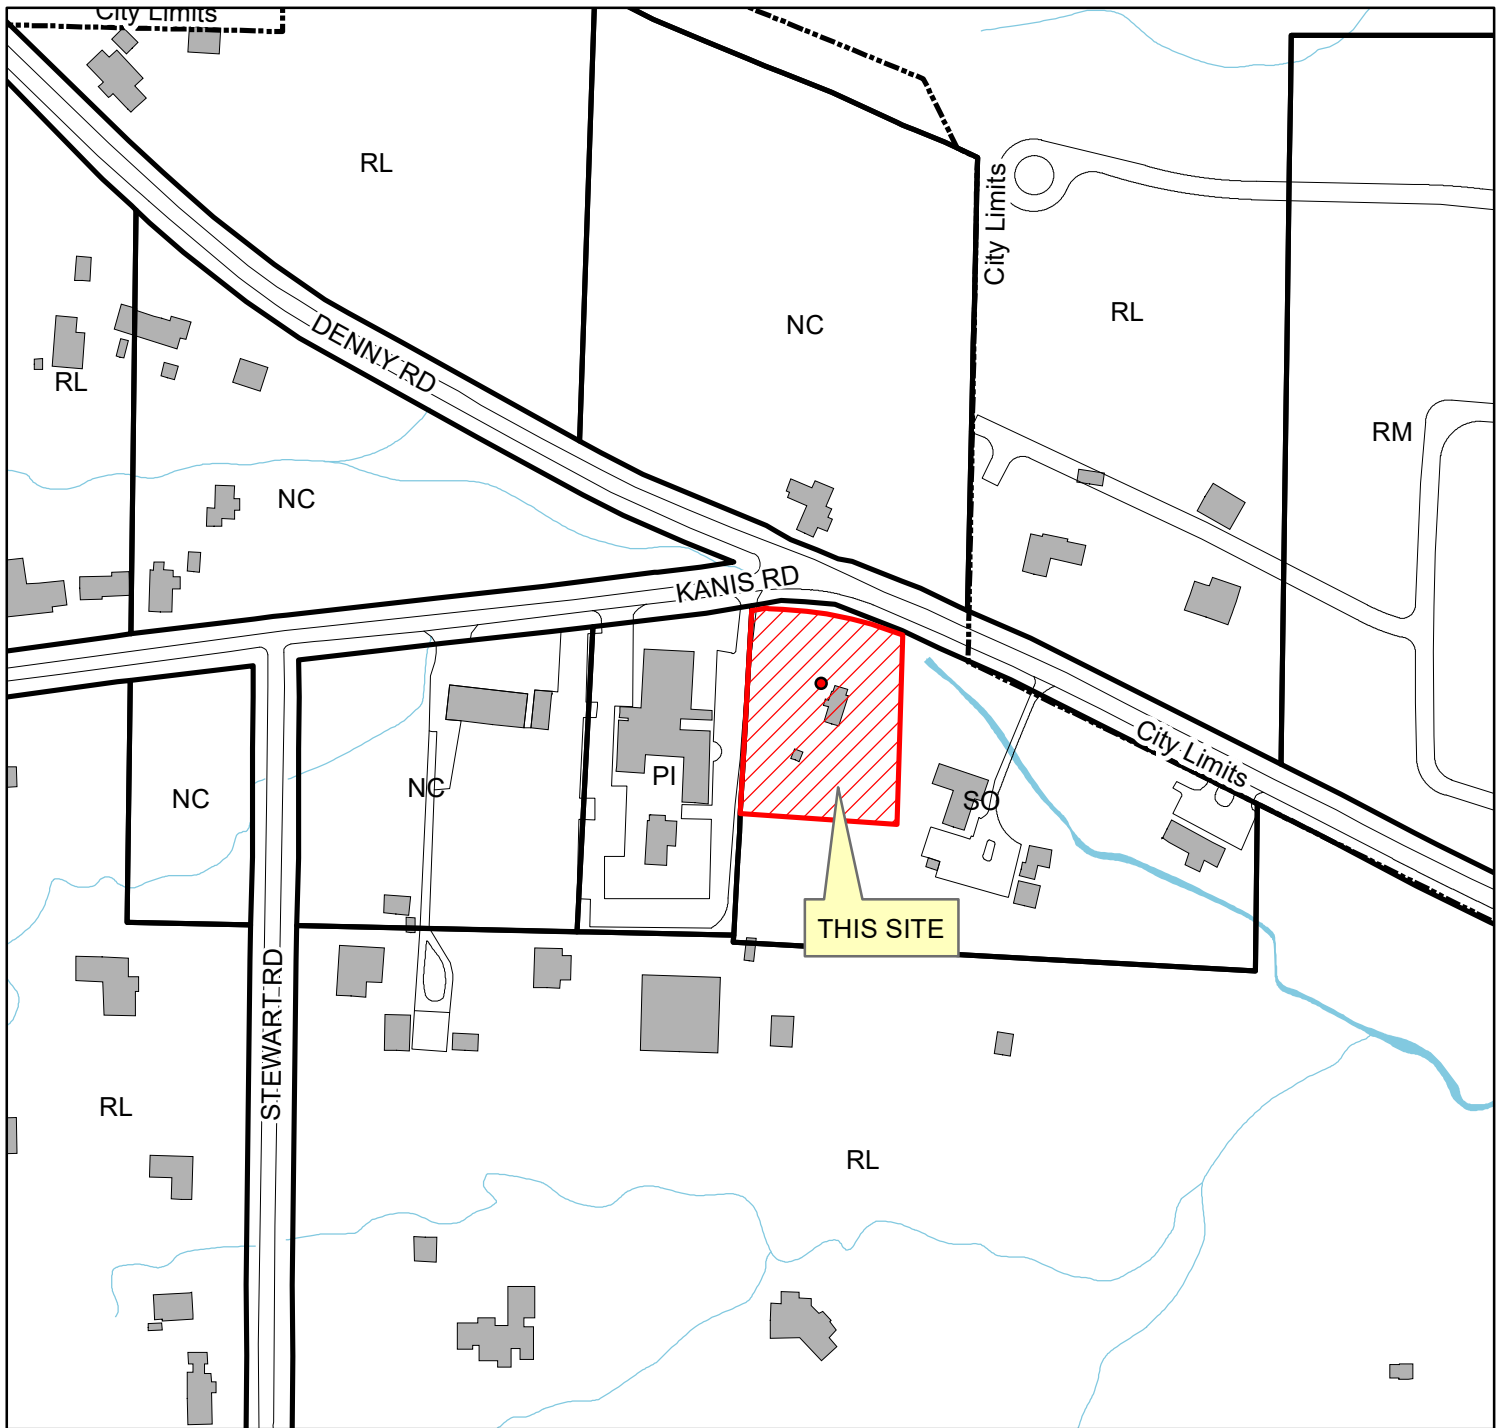 City Limits
RL
City Limits
NC
RL
DENNY RD
RL
RM
NC
KANIS RD
City Limits
PI
NC
NC
SO
THIS SITE
STEWART RD
RL
RL